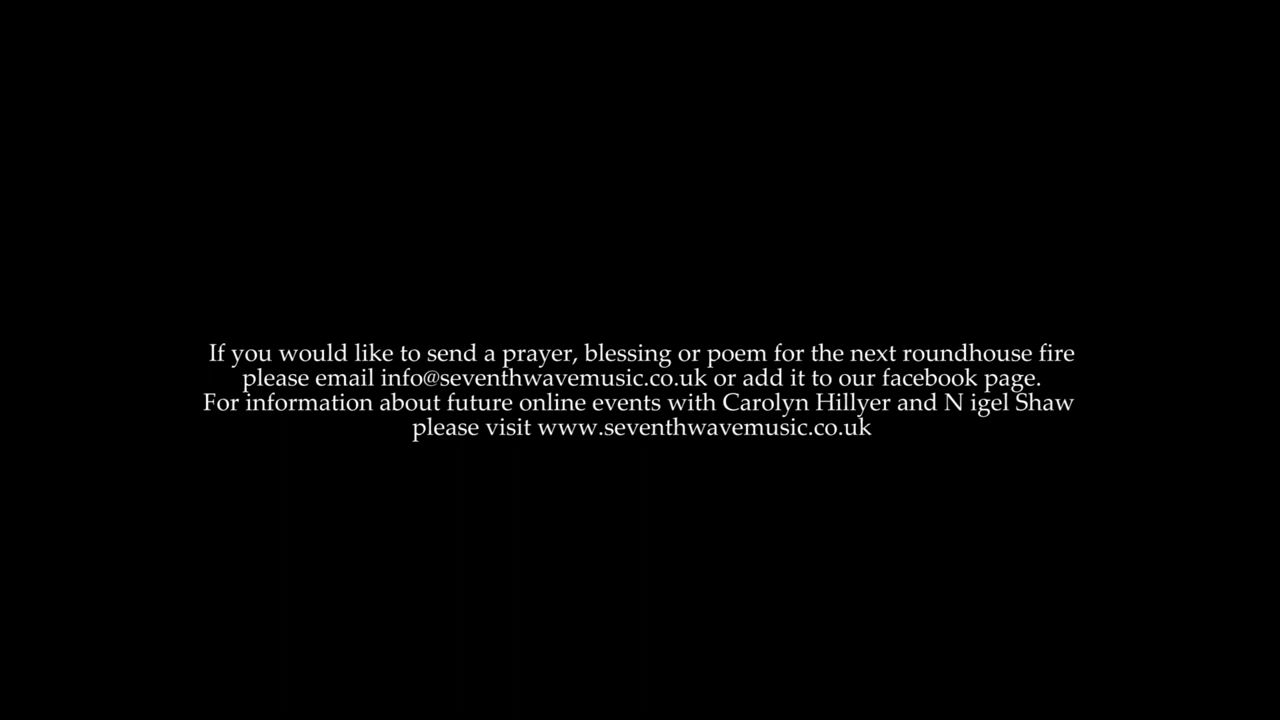 If you would like to send a prayer, blessing or poem for the next roundhouse fire
please email info@seventhwavemusic.co.uk or add it to our facebook page.
For information about future online events with Carolyn Hillyer and N igel Shaw
please visit www.seventhwavemusic.co.uk